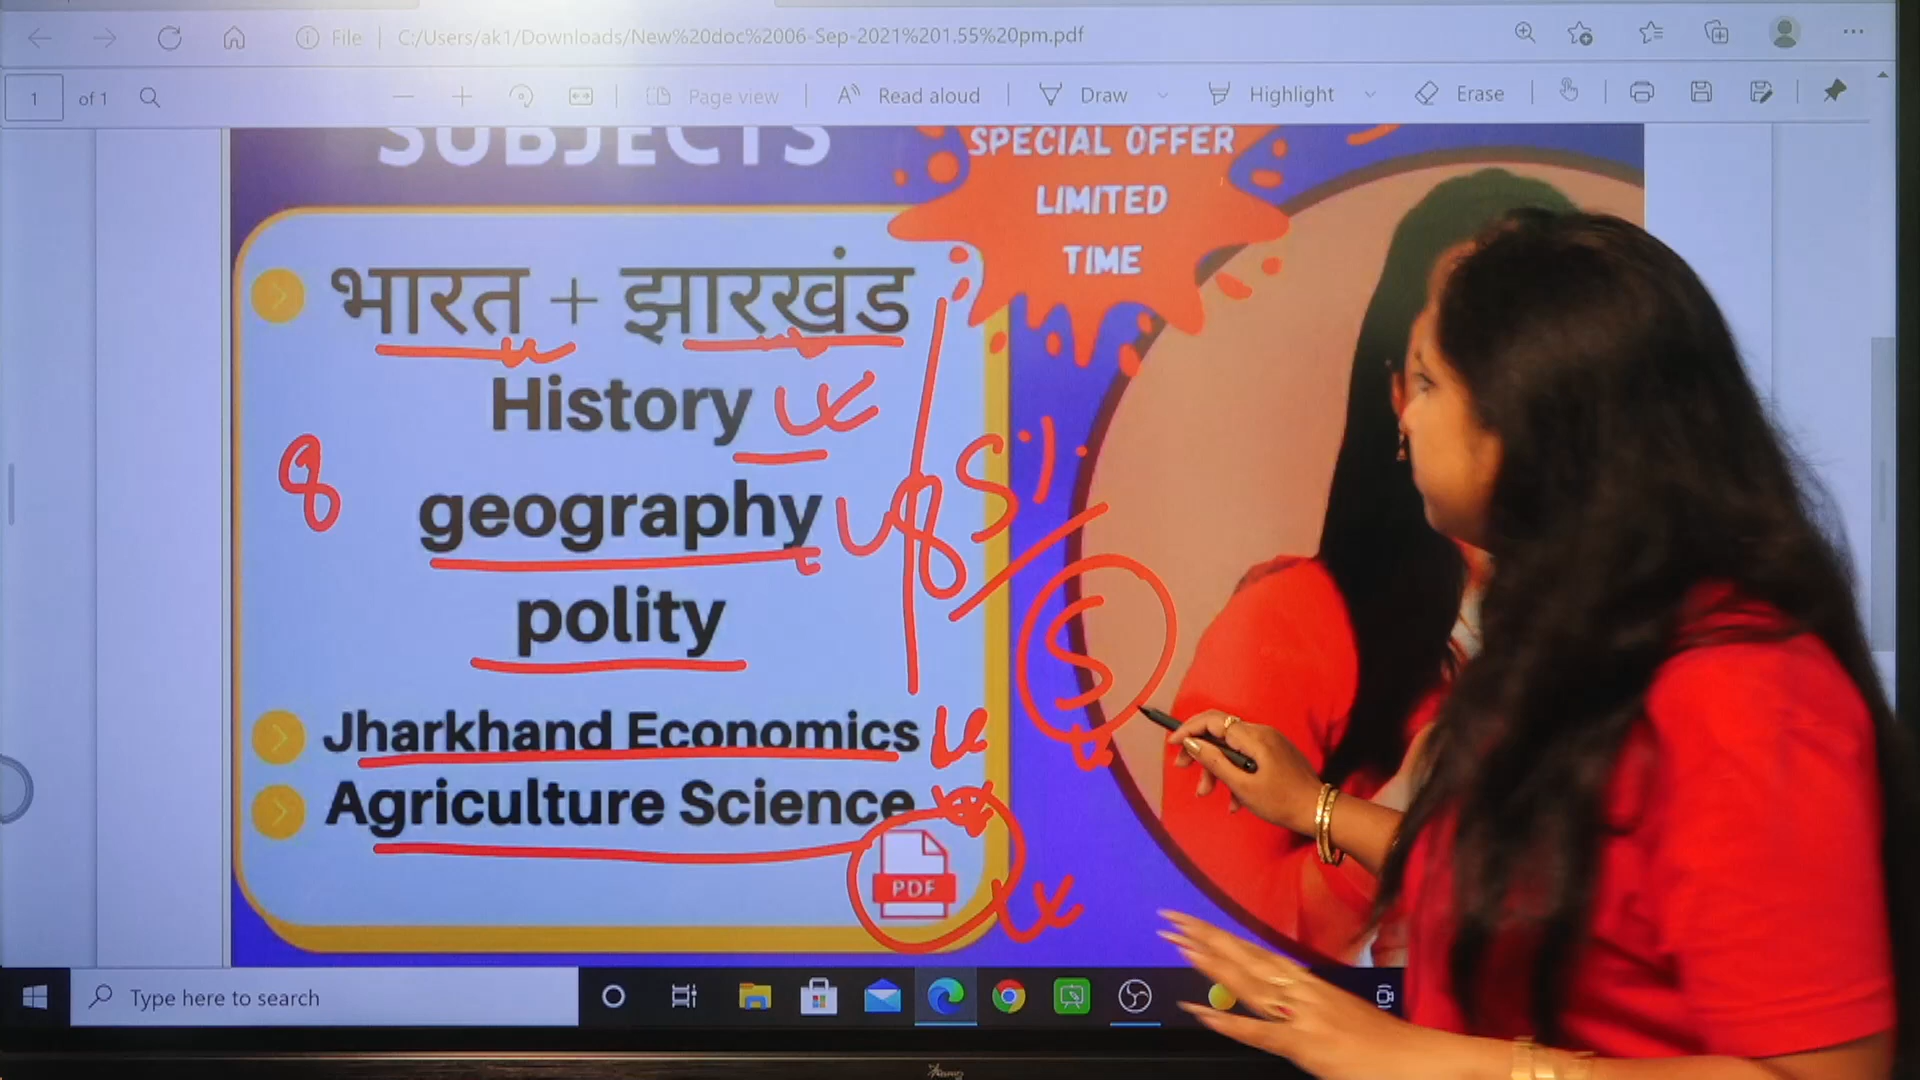 File | C:/Users/ak1/Downloads/New%20doc%2006-Sep-2021%201.55%20pm.pdf
1 of 1 Page view Read aloud Draw Highlight Erase
SUBJECTS
SPECIAL OFFER
LIMITED
TIME
भारत + झारखंड
History
8
geography
polity
Jharkhand Economics
Agriculture Science
PDF
Type here to search